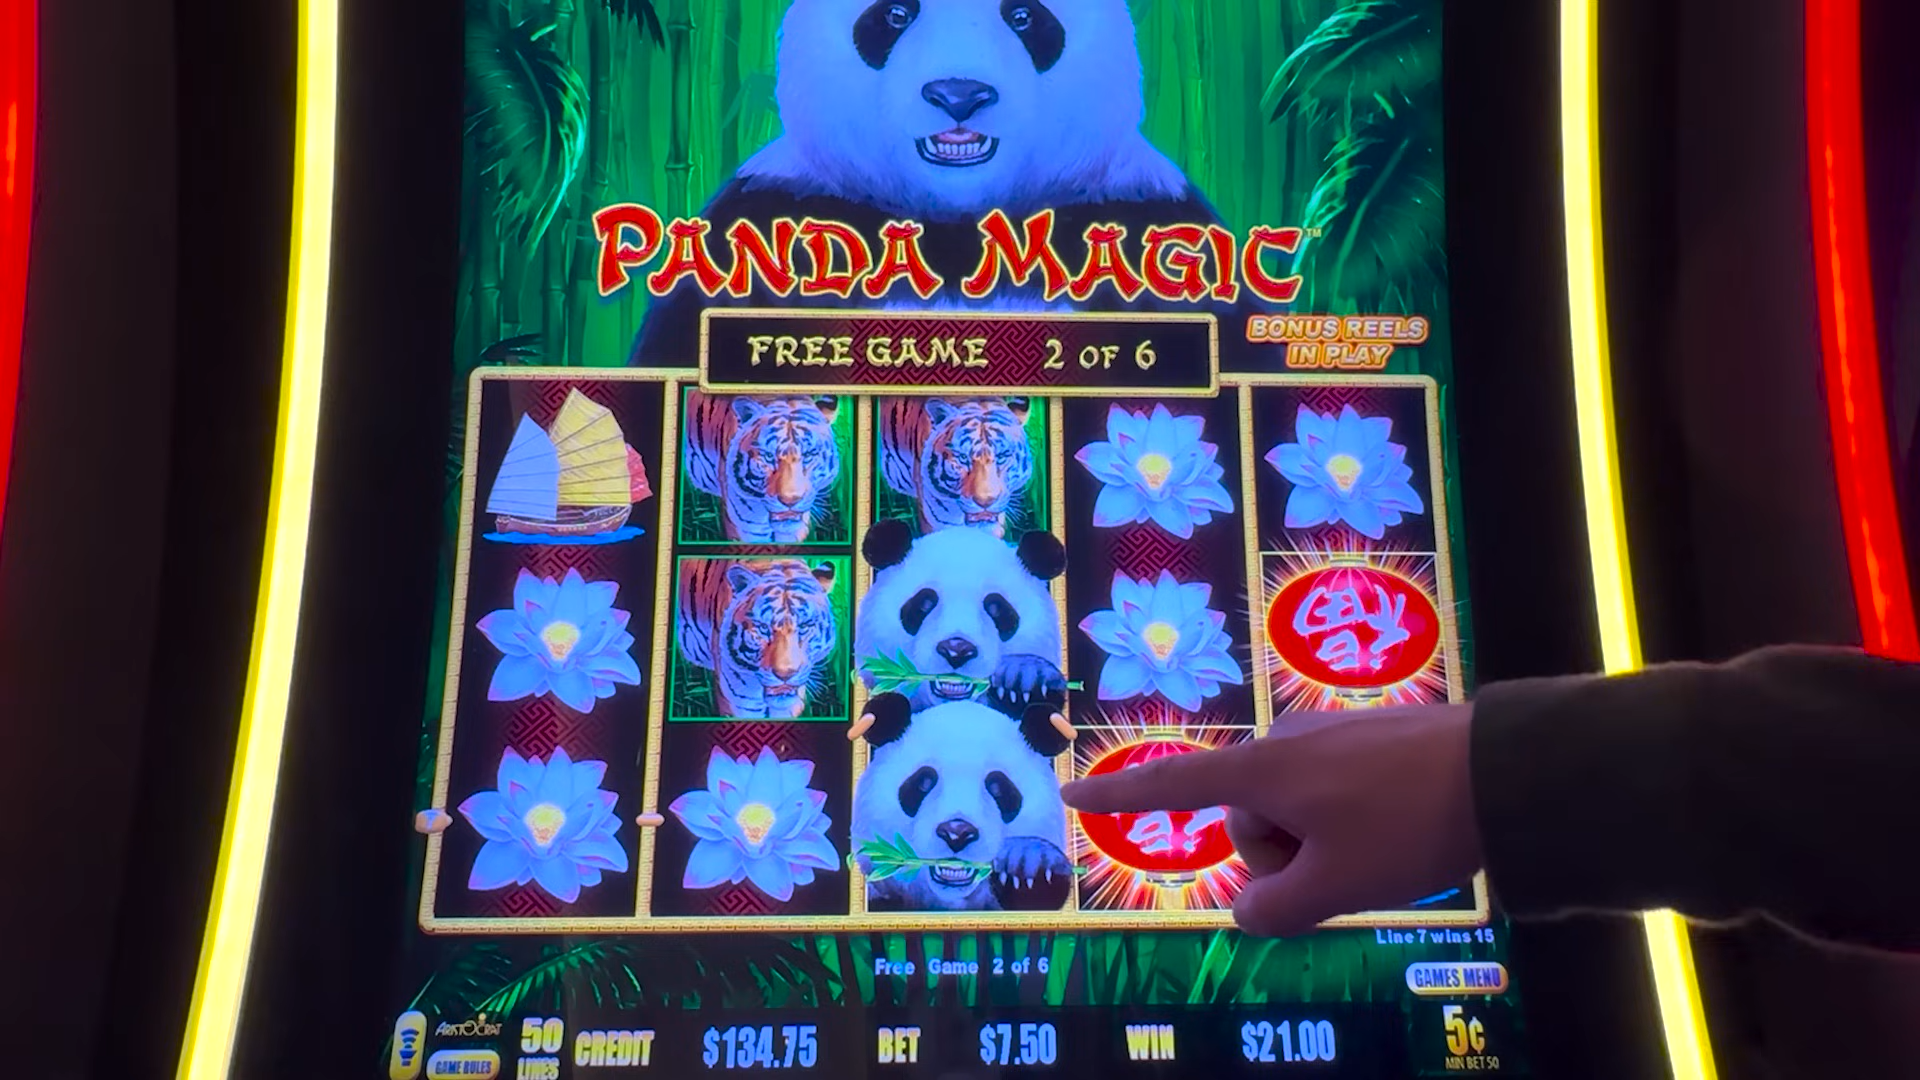 PANDA MAGIC™
FREE GAME 2 OF 6
BONUS REELS
IN PLAY
Line 7 wins 15
Free Game 2 of 6
GAMES MENU
ARISTOCRAT
GAME RULES
50
LINES
CREDIT $134.75 BET $7.50 WIN $21.00
5¢
MIN BET 50